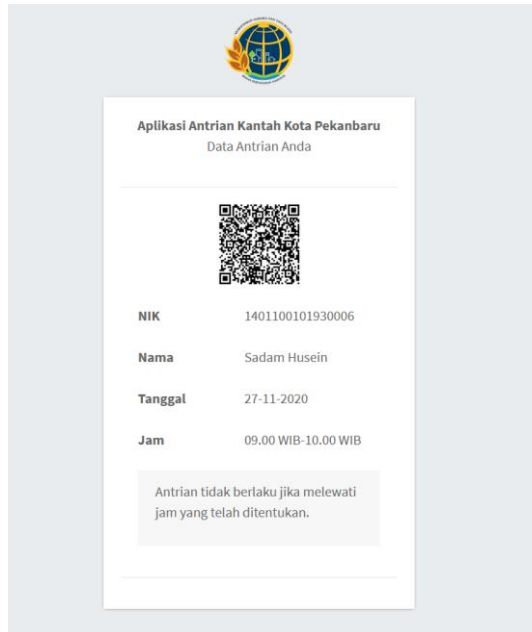 Aplikasi Antrian Kantah Kota Pekanbaru
Data Antrian Anda
NIK 1401100101930006
Nama Sadam Husein
Tanggal 27-11-2020
Jam 09.00 WIB-10.00 WIB
Antrian tidak berlaku jika melewati
jam yang telah ditentukan.